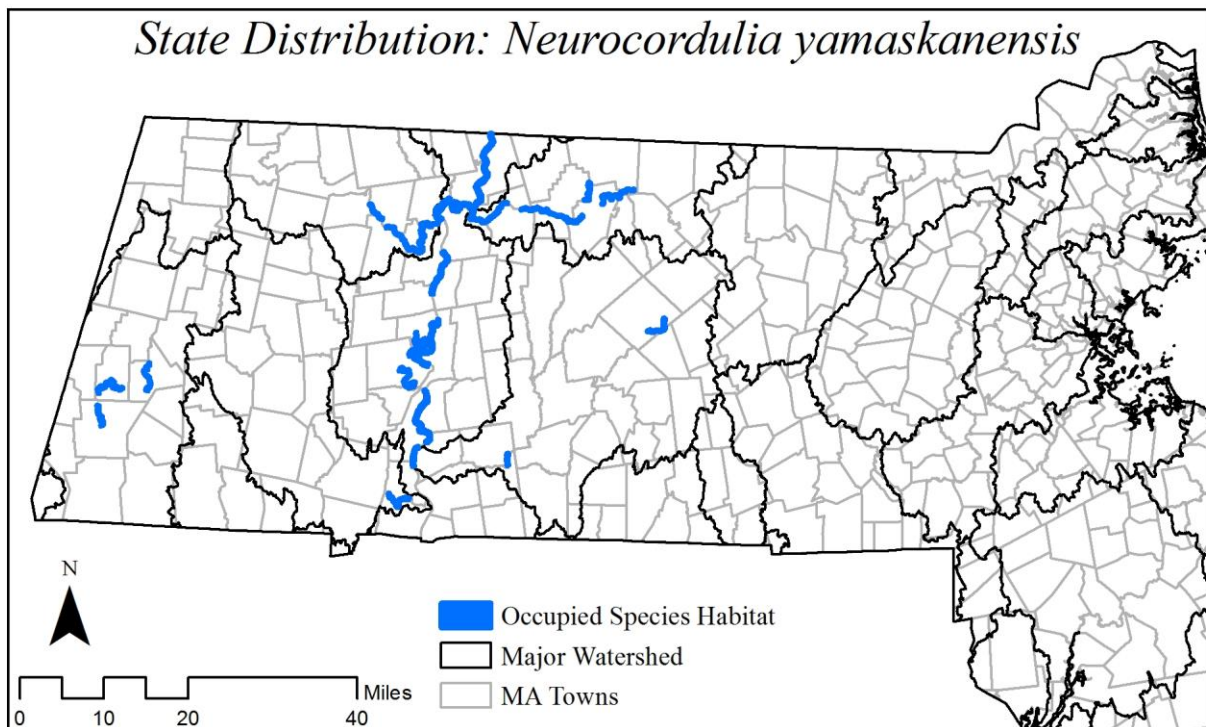 State Distribution: Neurocordulia yamaskanensis
N
Occupied Species Habitat
Major Watershed
MA Towns
Miles
0 10 20 40